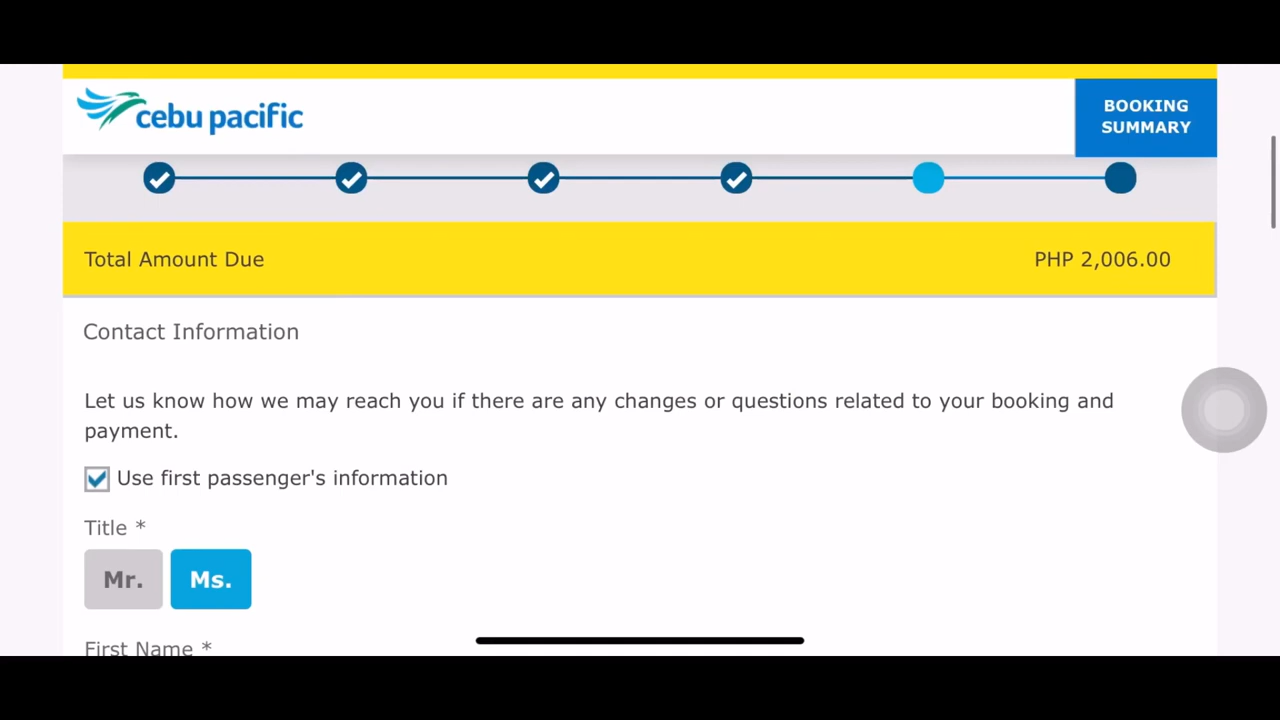 cebu pacific
BOOKING
SUMMARY
Total Amount Due
PHP 2,006.00
Contact Information
Let us know how we may reach you if there are any changes or questions related to your booking and
payment.
Use first passenger's information
Title *
Mr.
Ms.
First Name *